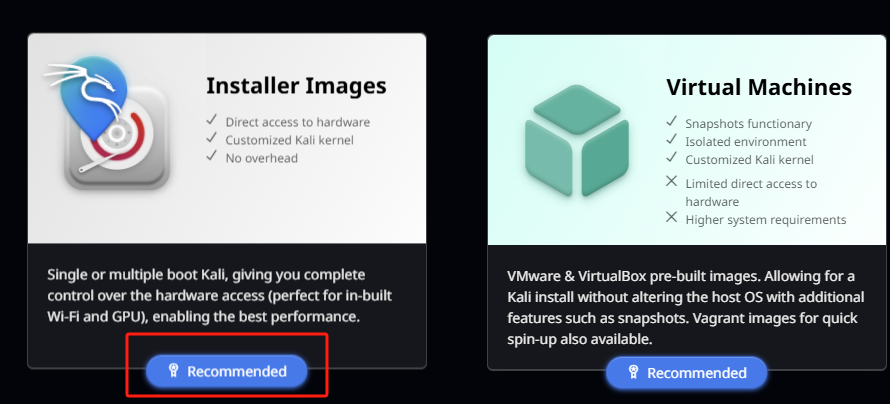 Installer Images
Direct access to hardware
Customized Kali kernel
No overhead
Single or multiple boot Kali, giving you complete
control over the hardware access (perfect for in-built
Wi-Fi and GPU), enabling the best performance.
Recommended
Virtual Machines
Snapshots functionary
Isolated environment
Customized Kali kernel
Limited direct access to
hardware
Higher system requirements
VMware & VirtualBox pre-built images. Allowing for a
Kali install without altering the host OS with additional
features such as snapshots. Vagrant images for quick
spin-up also available.
Recommended